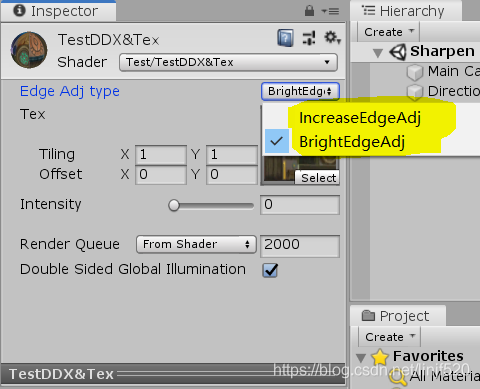 Inspector
TestDDX&Tex
Shader Test/TestDDX&Tex
Edge Adj type BrightEdge
IncreaseEdgeAdj
BrightEdgeAdj
Tex
Tiling X 1 Y 1
Offset X 0 Y 0
Select
Intensity 0
Render Queue From Shader 2000
Double Sided Global Illumination
TestDDX&Tex
Hierarchy
Create
Sharpen
Main Ca
Direction
Project
Create
Favorites
All Materia
https://blog.csdn.net/linjf520